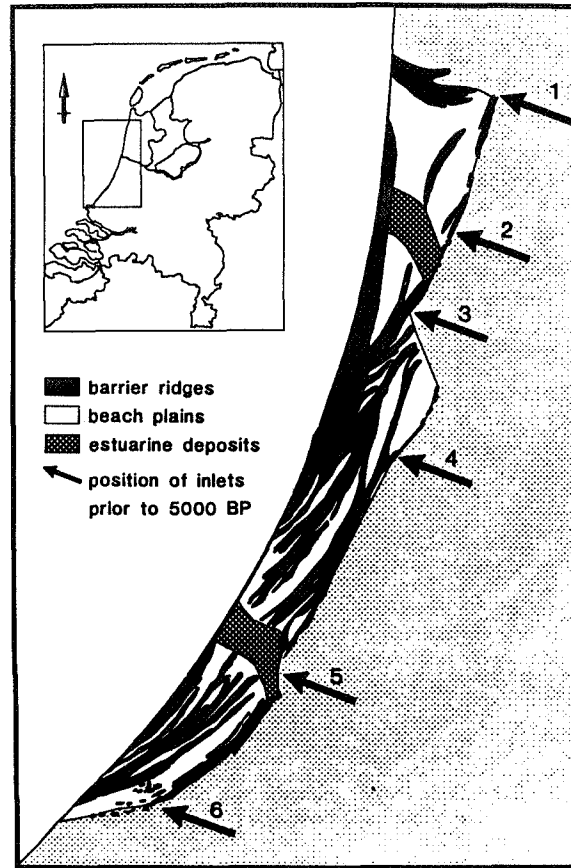 1
2
3
barrier ridges
beach plains
estuarine deposits
position of inlets
prior to 5000 BP
4
5
6